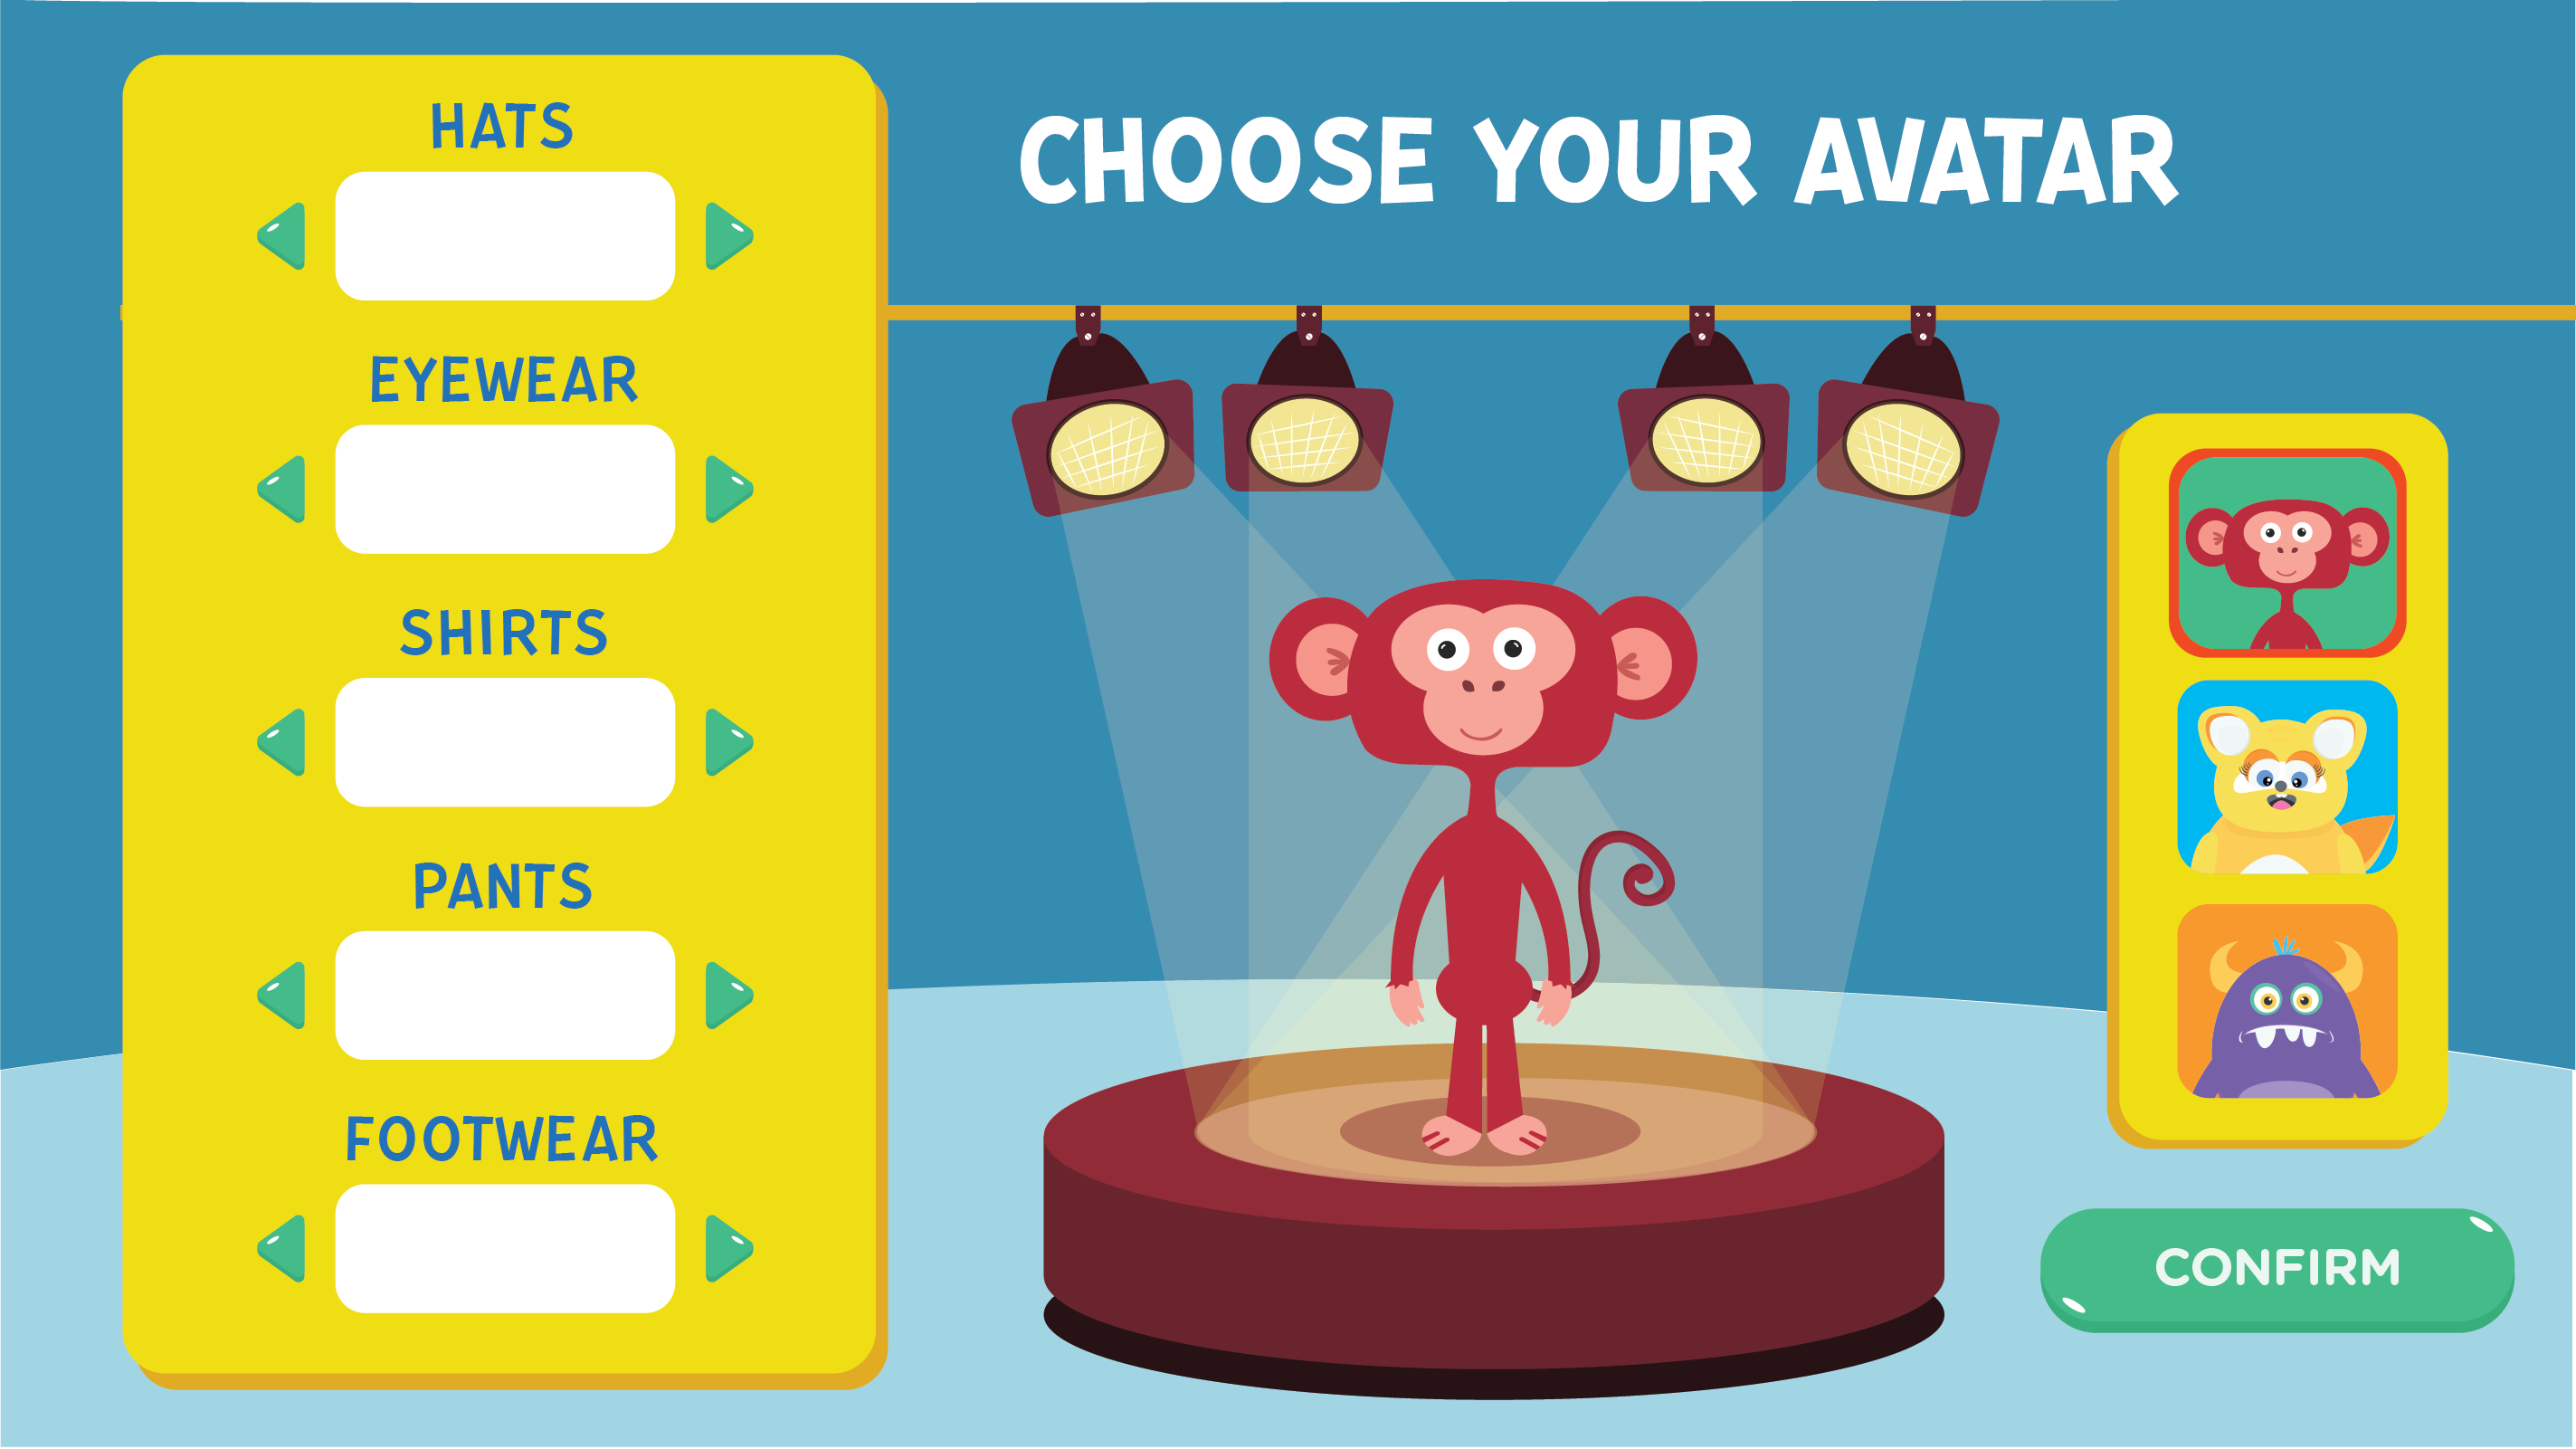 HATS
EYEWEAR
SHIRTS
PANTS
FOOTWEAR
CHOOSE YOUR AVATAR
CONFIRM